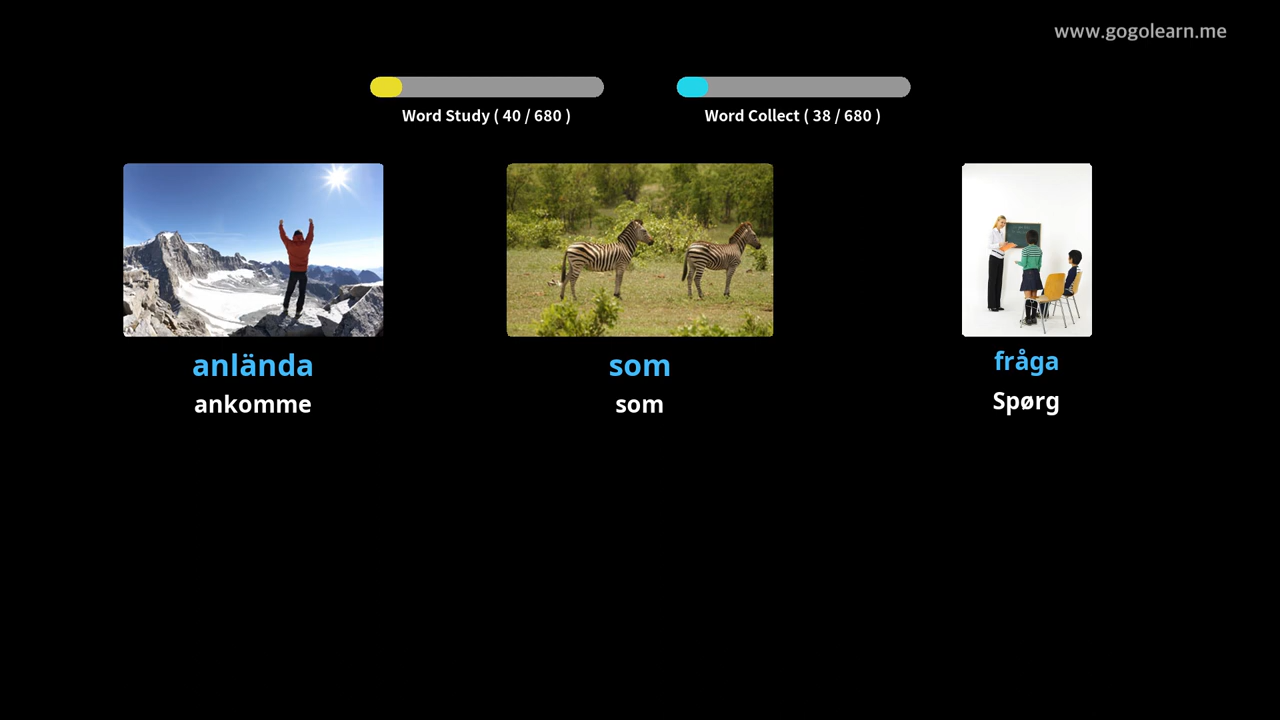 www.gogolearn.me
Word Study ( 40 / 680 )
Word Collect ( 38 / 680 )
anlända
som
fråga
ankomme
som
Spørg